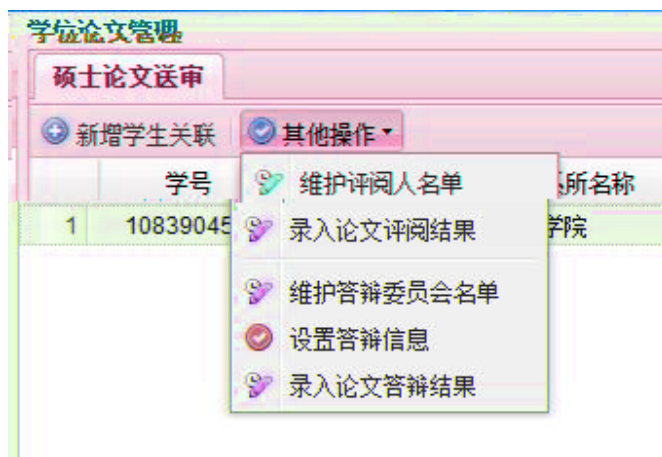 学位论文管理
硕士论文送审
新增学生关联 其他操作
学号 所名称
1 10839045 学院
维护评阅人名单
录入论文评阅结果
维护答辩委员会名单
设置答辩信息
录入论文答辩结果